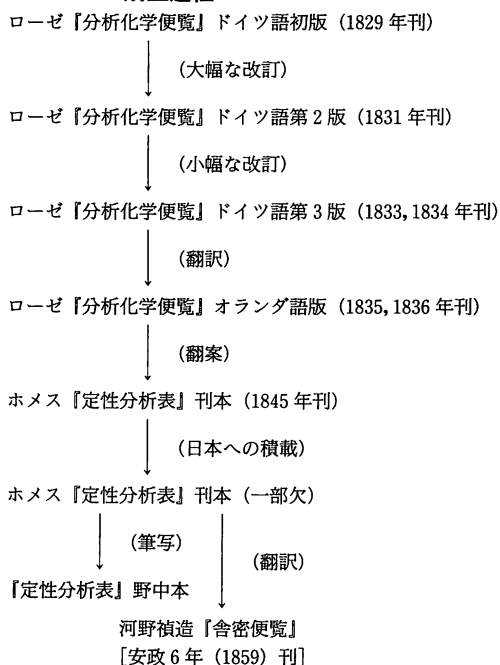 ローゼ『分析化学便覧』ドイツ語初版（1829年刊）
（大幅な改訂）
ローゼ『分析化学便覧』ドイツ語第2版（1831年刊）
（小幅な改訂）
ローゼ『分析化学便覧』ドイツ語第3版（1833,1834年刊）
（翻訳）
ローゼ『分析化学便覧』オランダ語版（1835,1836年刊）
（翻案）
ホメス『定性分析表』刊本（1845年刊）
（日本への積載）
ホメス『定性分析表』刊本（一部欠）
（筆写）
（翻訳）
『定性分析表』野中本
河野禎造『舎密便覧』
［安政6年（1859）刊］